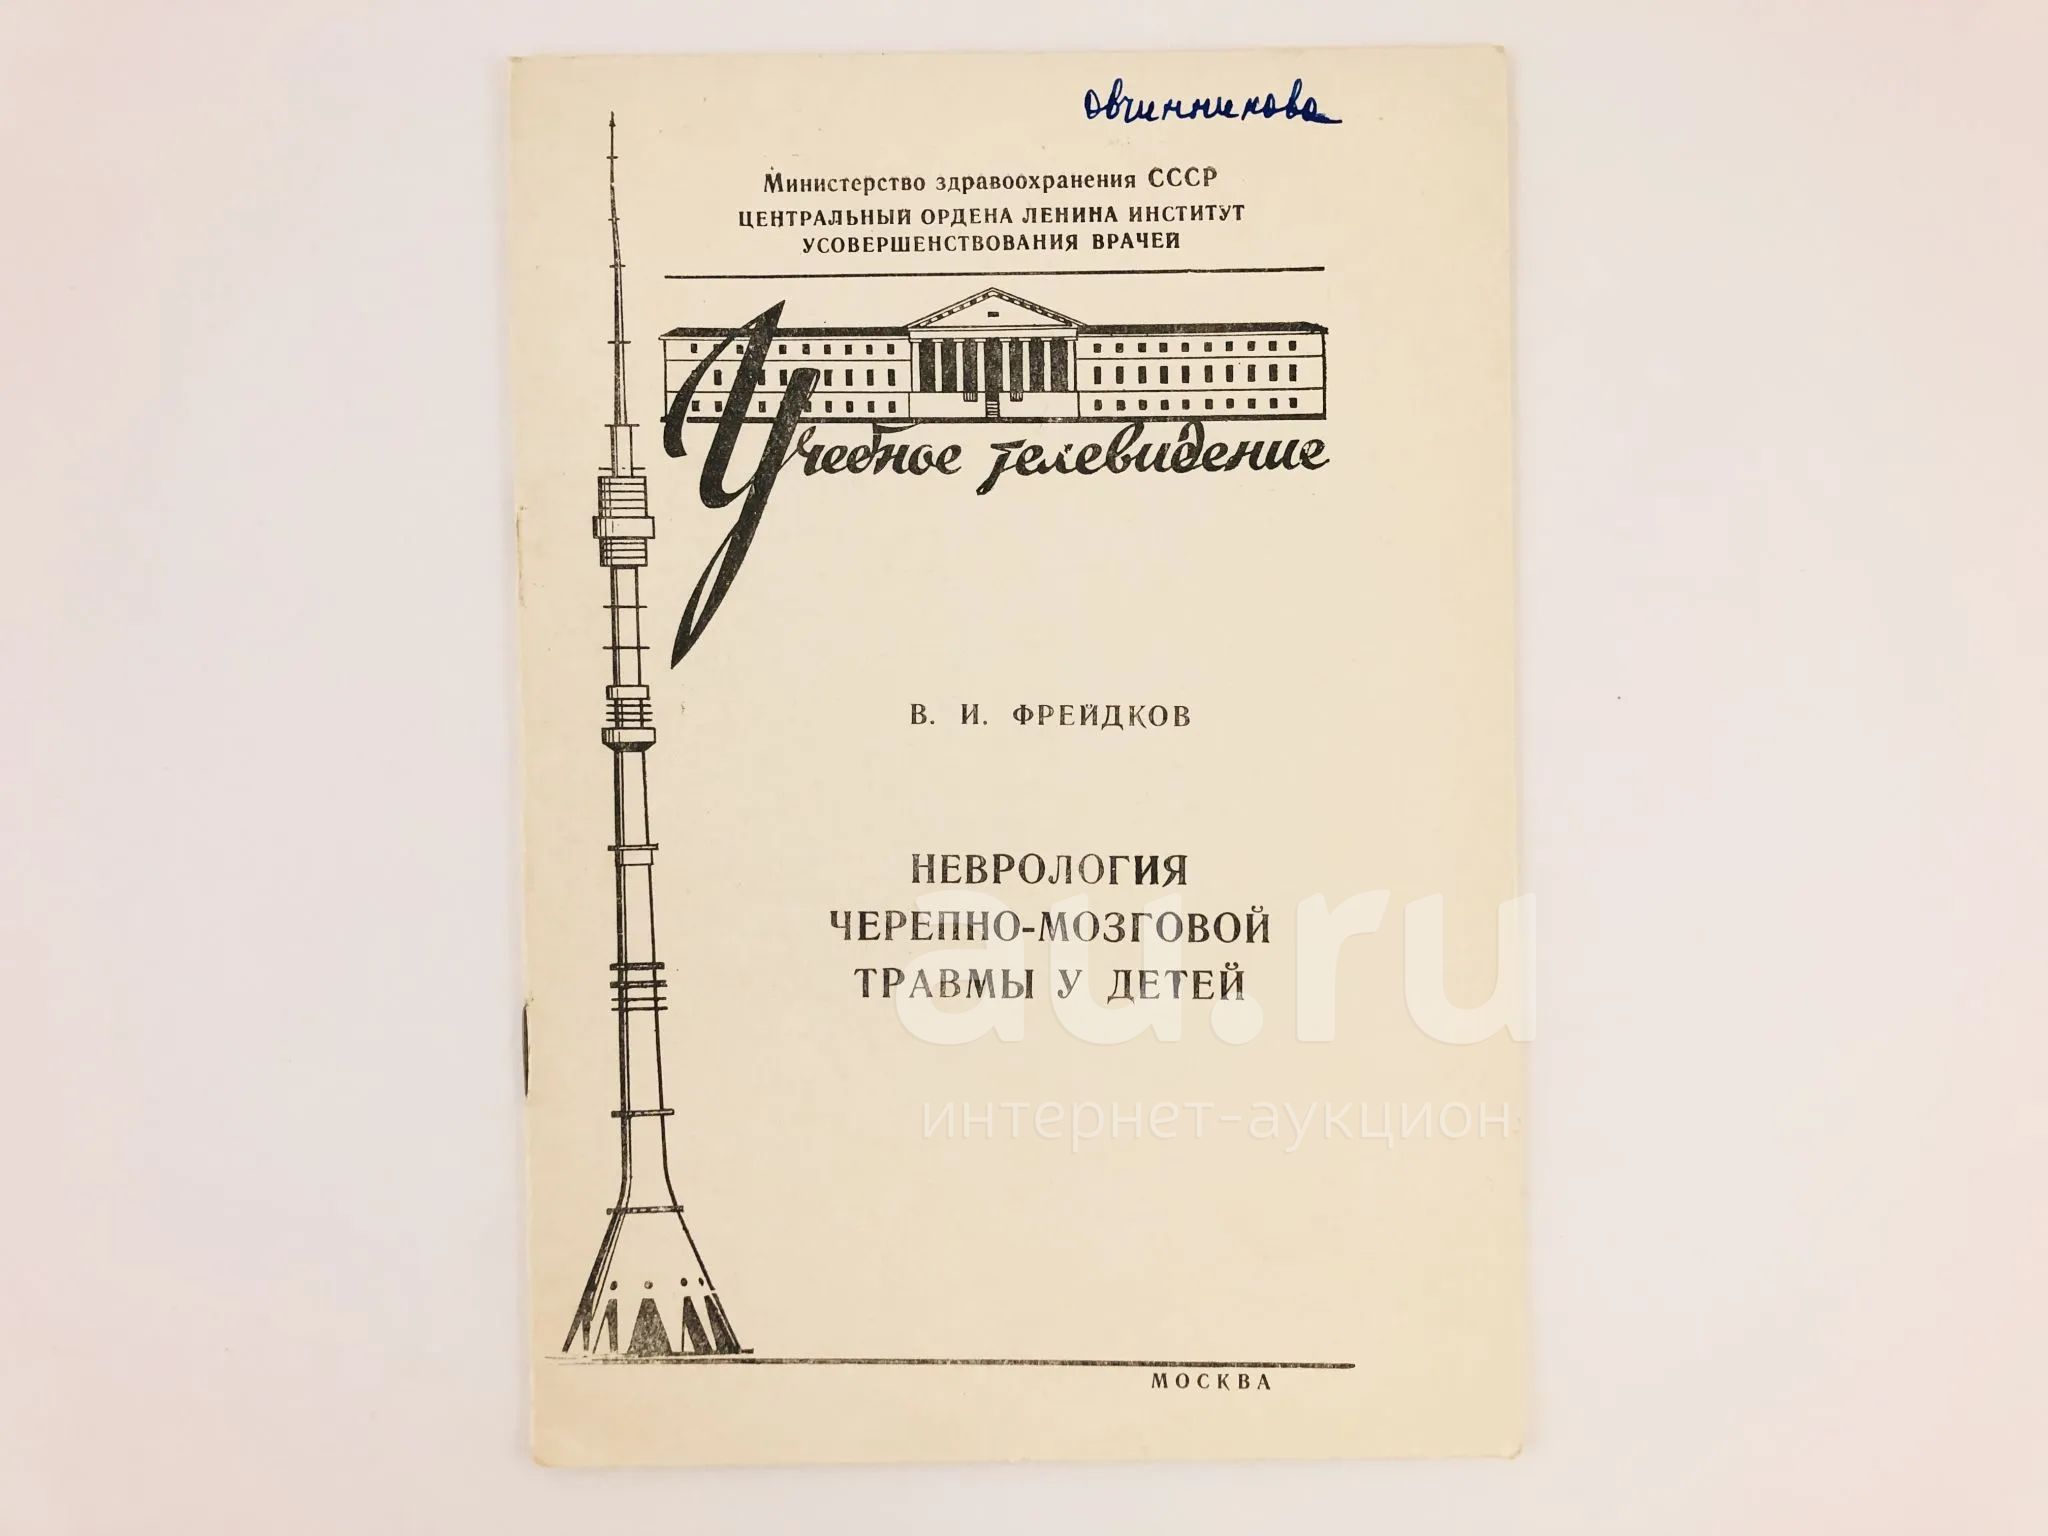 Овчинникова
Министерство здравоохранения СССР
ЦЕНТРАЛЬНЫЙ ОРДЕНА ЛЕНИНА ИНСТИТУТ
УСОВЕРШЕНСТВОВАНИЯ ВРАЧЕЙ
Учебное телевидение
В. И. ФРЕЙДКОВ
НЕВРОЛОГИЯ
ЧЕРЕПНО-МОЗГОВОЙ
ТРАВМЫ У ДЕТЕЙ
au.ru
интернет-аукцион
МОСКВА